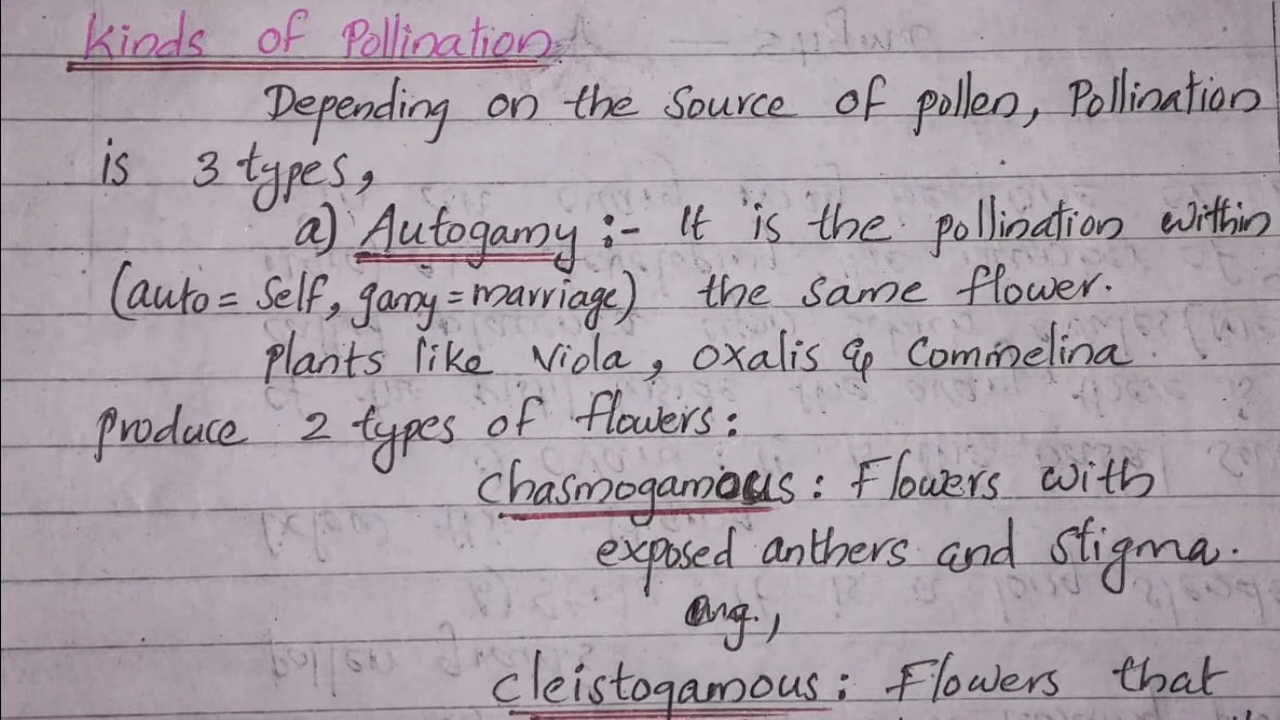 Kinds of Pollination
Depending on the source of pollen, Pollination
is 3 types,
a) Autogamy :- It is the pollination within
(auto = Self, gamy = marriage) the same flower.
Plants like Viola, Oxalis & Commelina
produce 2 types of flowers:
Chasmogamous : Flowers with
exposed anthers and stigma.
Cleistogamous : Flowers that